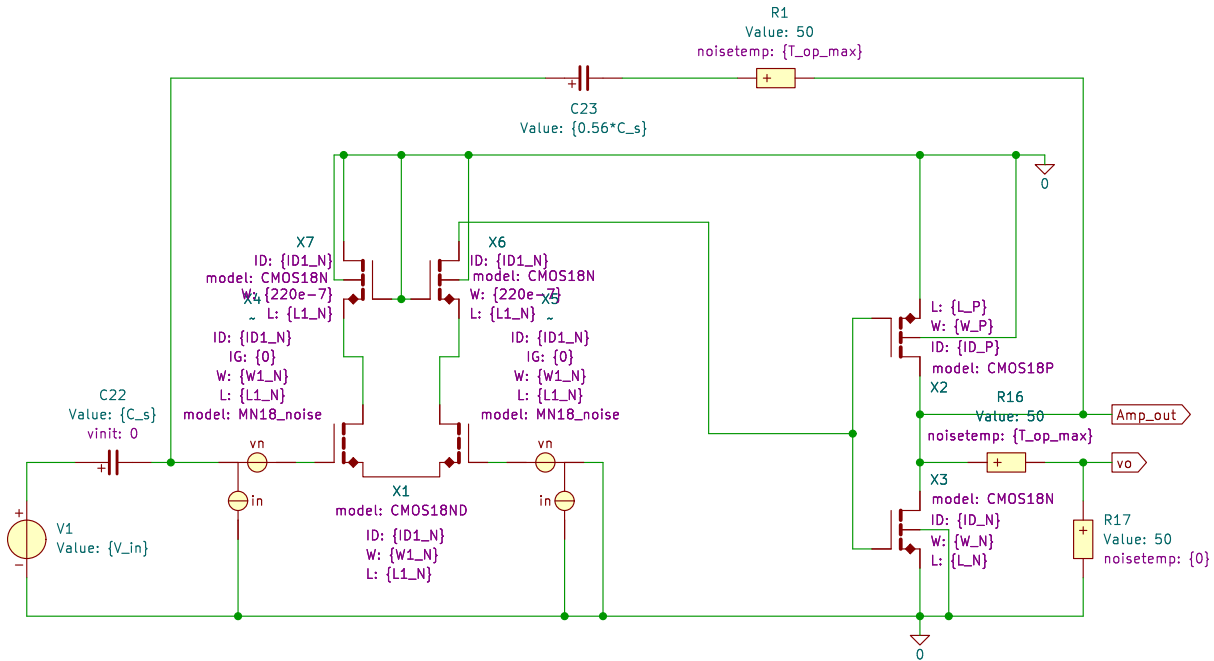 R1
Value: 50
noisetemp: {T_op_max}
C23
Value: {0.56*C_s}
0
X7
ID: {ID1_N}
model: CMOS18N
W: {220e-7}
L: {L1_N}
X6
ID: {ID1_N}
model: CMOS18N
W: {220e-7}
L: {L1_N}
X4
~
ID: {ID1_N}
IG: {0}
W: {W1_N}
L: {L1_N}
model: MN18_noise
X5
~
ID: {ID1_N}
IG: {0}
W: {W1_N}
L: {L1_N}
model: MN18_noise
L: {L_P}
W: {W_P}
ID: {ID_P}
model: CMOS18P
X2
C22
Value: {C_s}
vinit: 0
vn
in
vn
in
X1
model: CMOS18ND
ID: {ID1_N}
W: {W1_N}
L: {L1_N}
R16
Value: 50
noisetemp: {T_op_max}
Amp_out
vo
X3
model: CMOS18N
ID: {ID_N}
W: {W_N}
L: {L_N}
R17
Value: 50
noisetemp: {0}
V1
Value: {V_in}
0